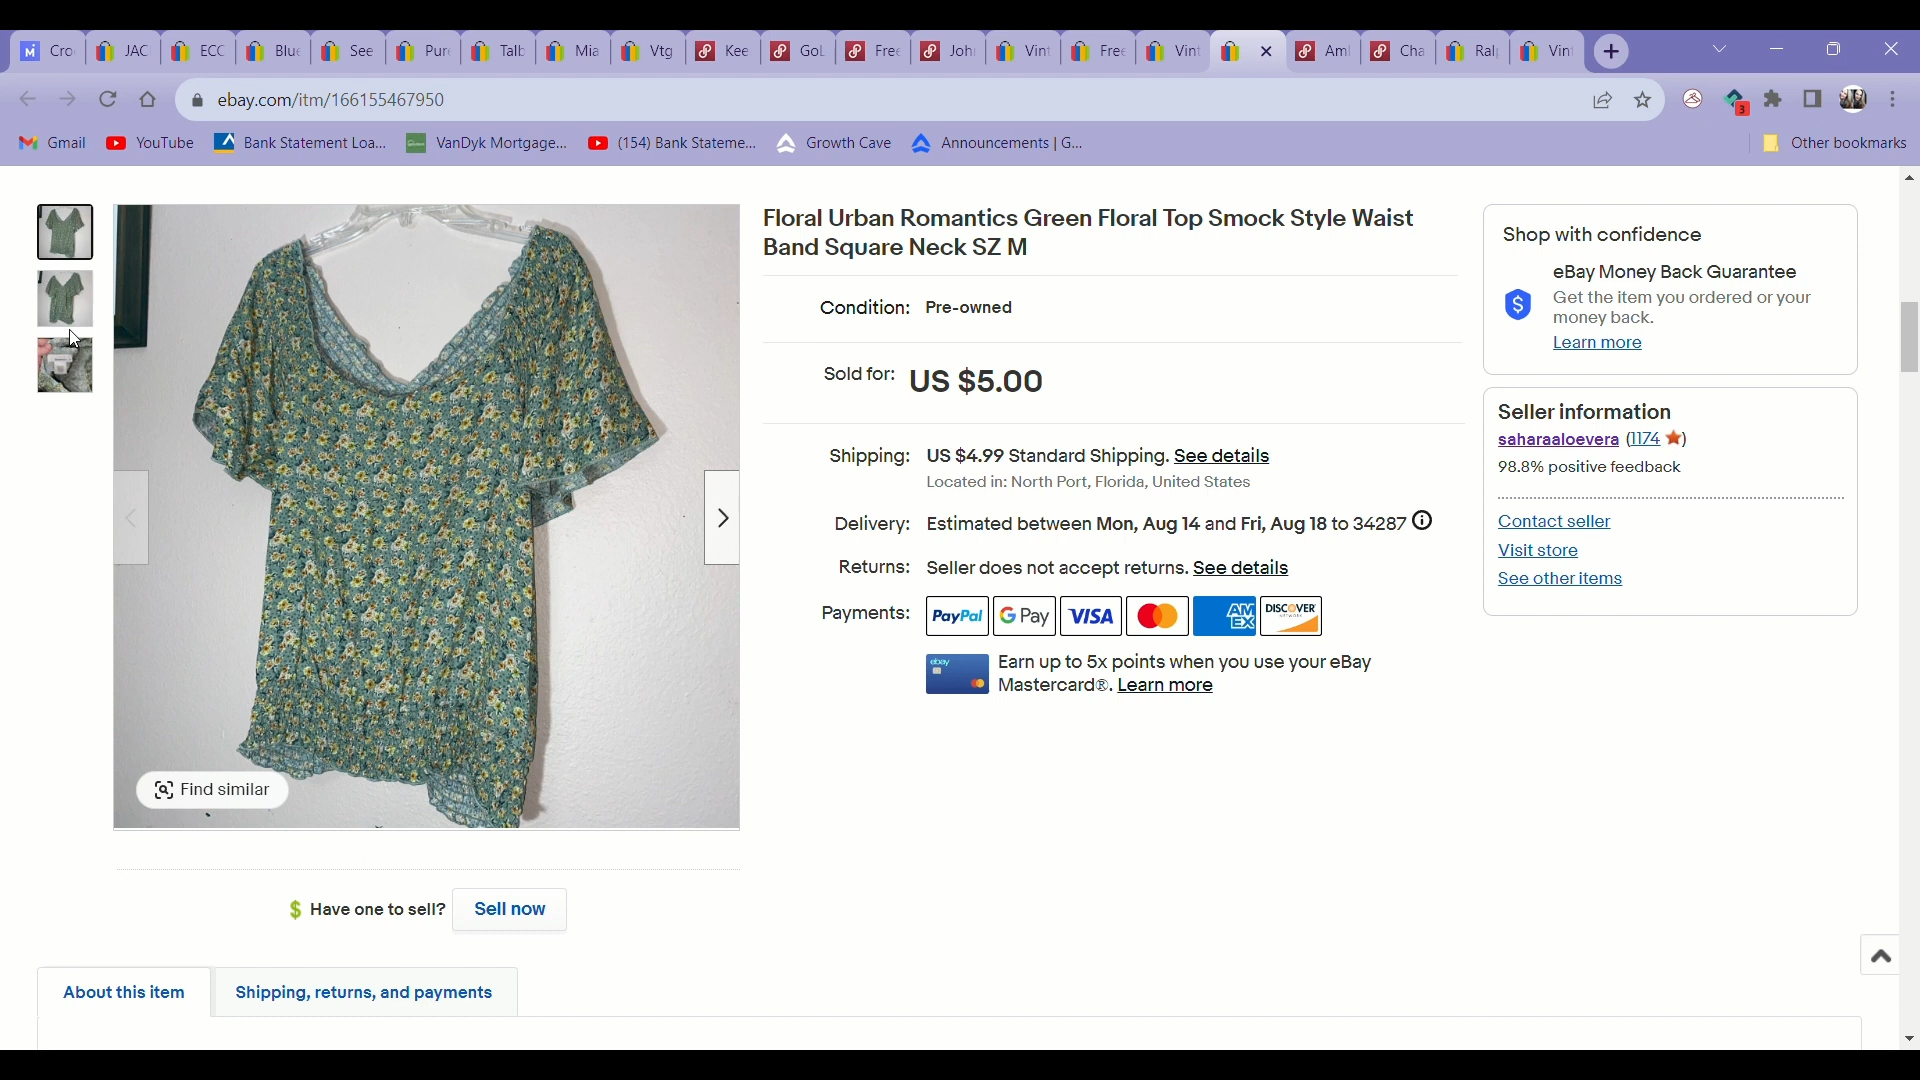 Cro
JAC
ECC
Blue
See
Pur
Talb
Mia
Vtg
Kee
GoL
Free
Joh
Vint
Free
Vint
Aml
Cha
Ral
Vin
ebay.com/itm/166155467950
3
Gmail
YouTube
Bank Statement Loa...
VanDyk Mortgage...
(154) Bank Stateme...
Growth Cave
Announcements | G...
Other bookmarks
Floral Urban Romantics Green Floral Top Smock Style Waist
Band Square Neck SZ M
Condition: Pre-owned
Sold for: US $5.00
Shipping: US $4.99 Standard Shipping. See details
Located in: North Port, Florida, United States
Delivery: Estimated between Mon, Aug 14 and Fri, Aug 18 to 34287
Returns: Seller does not accept returns. See details
Payments: PayPal G Pay VISA AM EX DISCOVER
ebay
Earn up to 5x points when you use your eBay
Mastercard®. Learn more
Shop with confidence
eBay Money Back Guarantee
Get the item you ordered or your
money back.
Learn more
Seller information
saharaaloevera (1174)
98.8% positive feedback
Contact seller
Visit store
See other items
Find similar
Have one to sell? Sell now
About this item
Shipping, returns, and payments